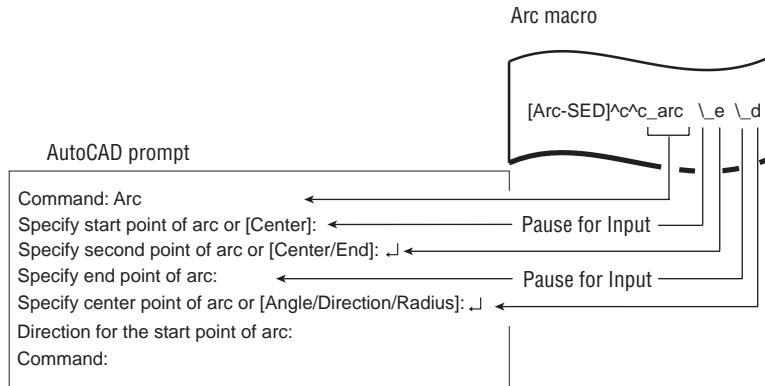 Arc macro
[Arc-SED]^c^c_arc \_e \_d
AutoCAD prompt
Command: Arc
Specify start point of arc or [Center]: Pause for Input
Specify second point of arc or [Center/End]: ↵
Specify end point of arc: Pause for Input
Specify center point of arc or [Angle/Direction/Radius]: ↵
Direction for the start point of arc:
Command: